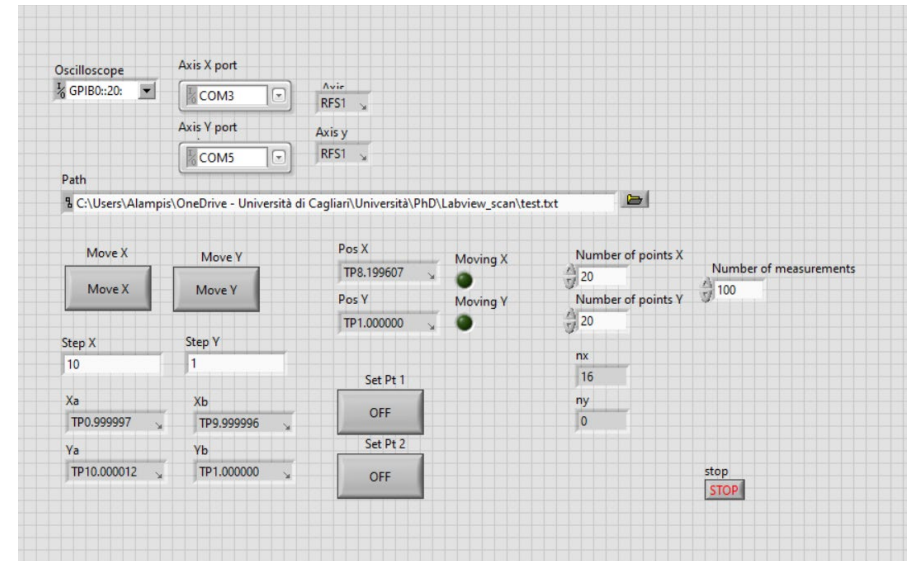 Oscilloscope
GPIB0::20:
Axis X port
COM3
RFS1
Axis Y port
COM5
Axis y
RFS1
Path
C:\Users\Alampis\OneDrive - Università di Cagliari\Università\PhD\Labview_scan\test.txt
Move X
Move X
Move Y
Move Y
Pos X
TP8.199607
Moving X
Pos Y
TP1.000000
Moving Y
Number of points X
20
Number of points Y
20
Number of measurements
100
Step X
10
Step Y
1
nx
16
ny
0
Xa
TP0.999997
Xb
TP9.999996
Ya
TP10.000012
Yb
TP1.000000
Set Pt 1
OFF
Set Pt 2
OFF
stop
STOP